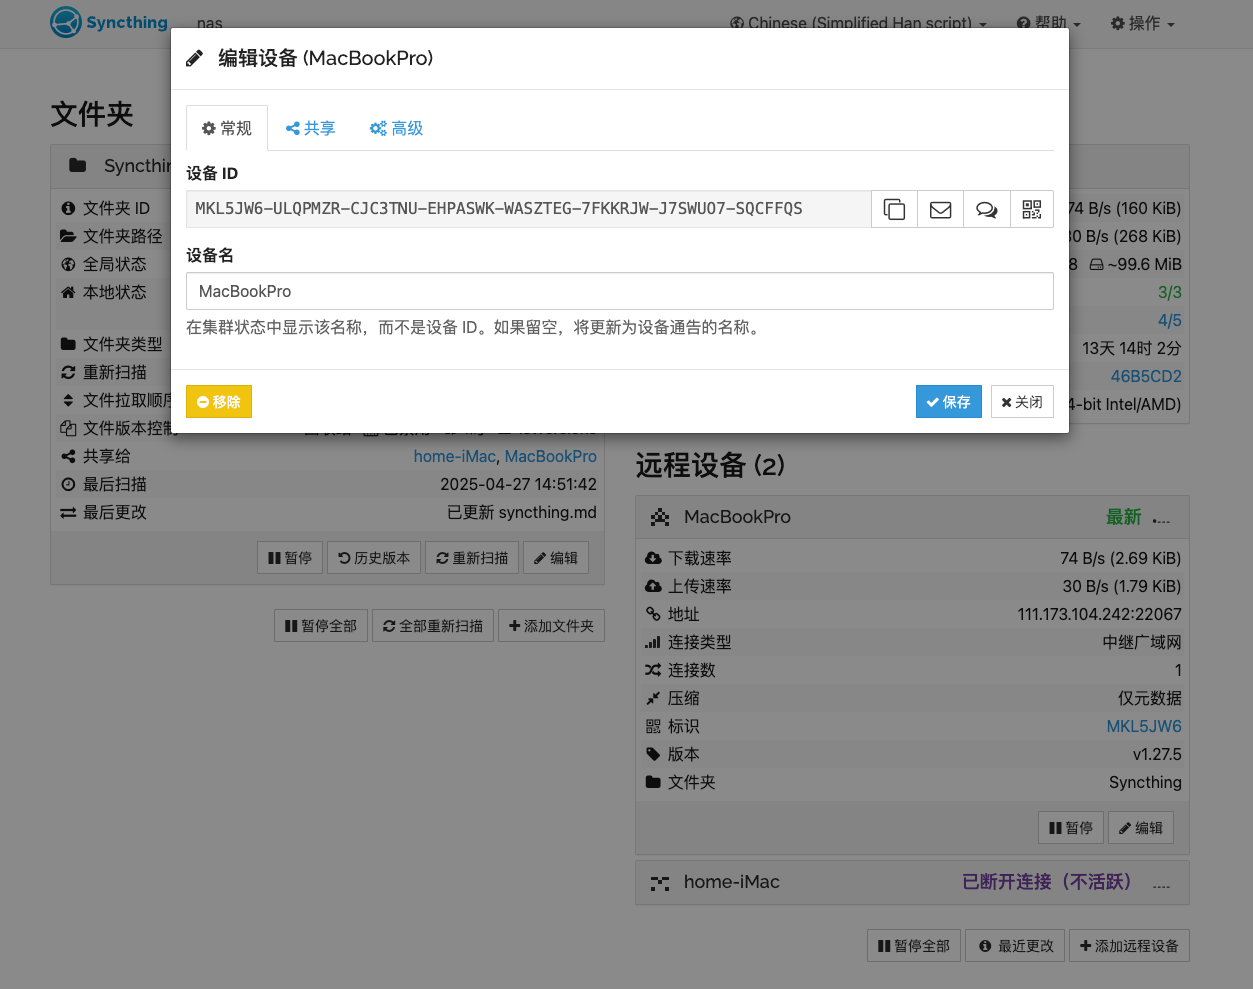 Syncthing nas Chinese (Simplified Han script) 帮助 操作
编辑设备 (MacBookPro)
常规 共享 高级
设备 ID
MKL5JW6-ULQPMZR-CJC3TNU-EHPASWK-WASZTEG-7FKKRJW-J7SWUO7-SQCFFQS
设备名
MacBookPro
在集群状态中显示该名称，而不是设备 ID。如果留空，将更新为设备通告的名称。
移除 保存 关闭
文件夹
文件夹 ID
文件夹路径
全局状态
本地状态
文件夹类型
重新扫描
文件拉取顺序
文件版本控制
共享给 home-iMac, MacBookPro
最后扫描 2025-04-27 14:51:42
最后更改 已更新 syncthing.md
暂停 历史版本 重新扫描 编辑
暂停全部 全部重新扫描 添加文件夹
74 B/s (160 KiB)
B/s (268 KiB)
8 ~99.6 MiB
3/3
4/5
13天 14时 2分
46B5CD2
4-bit Intel/AMD)
远程设备 (2)
MacBookPro 最新
下载速率 74 B/s (2.69 KiB)
上传速率 30 B/s (1.79 KiB)
地址 111.173.104.242:22067
连接类型 中继广域网
连接数 1
压缩 仅元数据
标识 MKL5JW6
版本 v1.27.5
文件夹 Syncthing
暂停 编辑
home-iMac 已断开连接（不活跃）
暂停全部 最近更改 添加远程设备